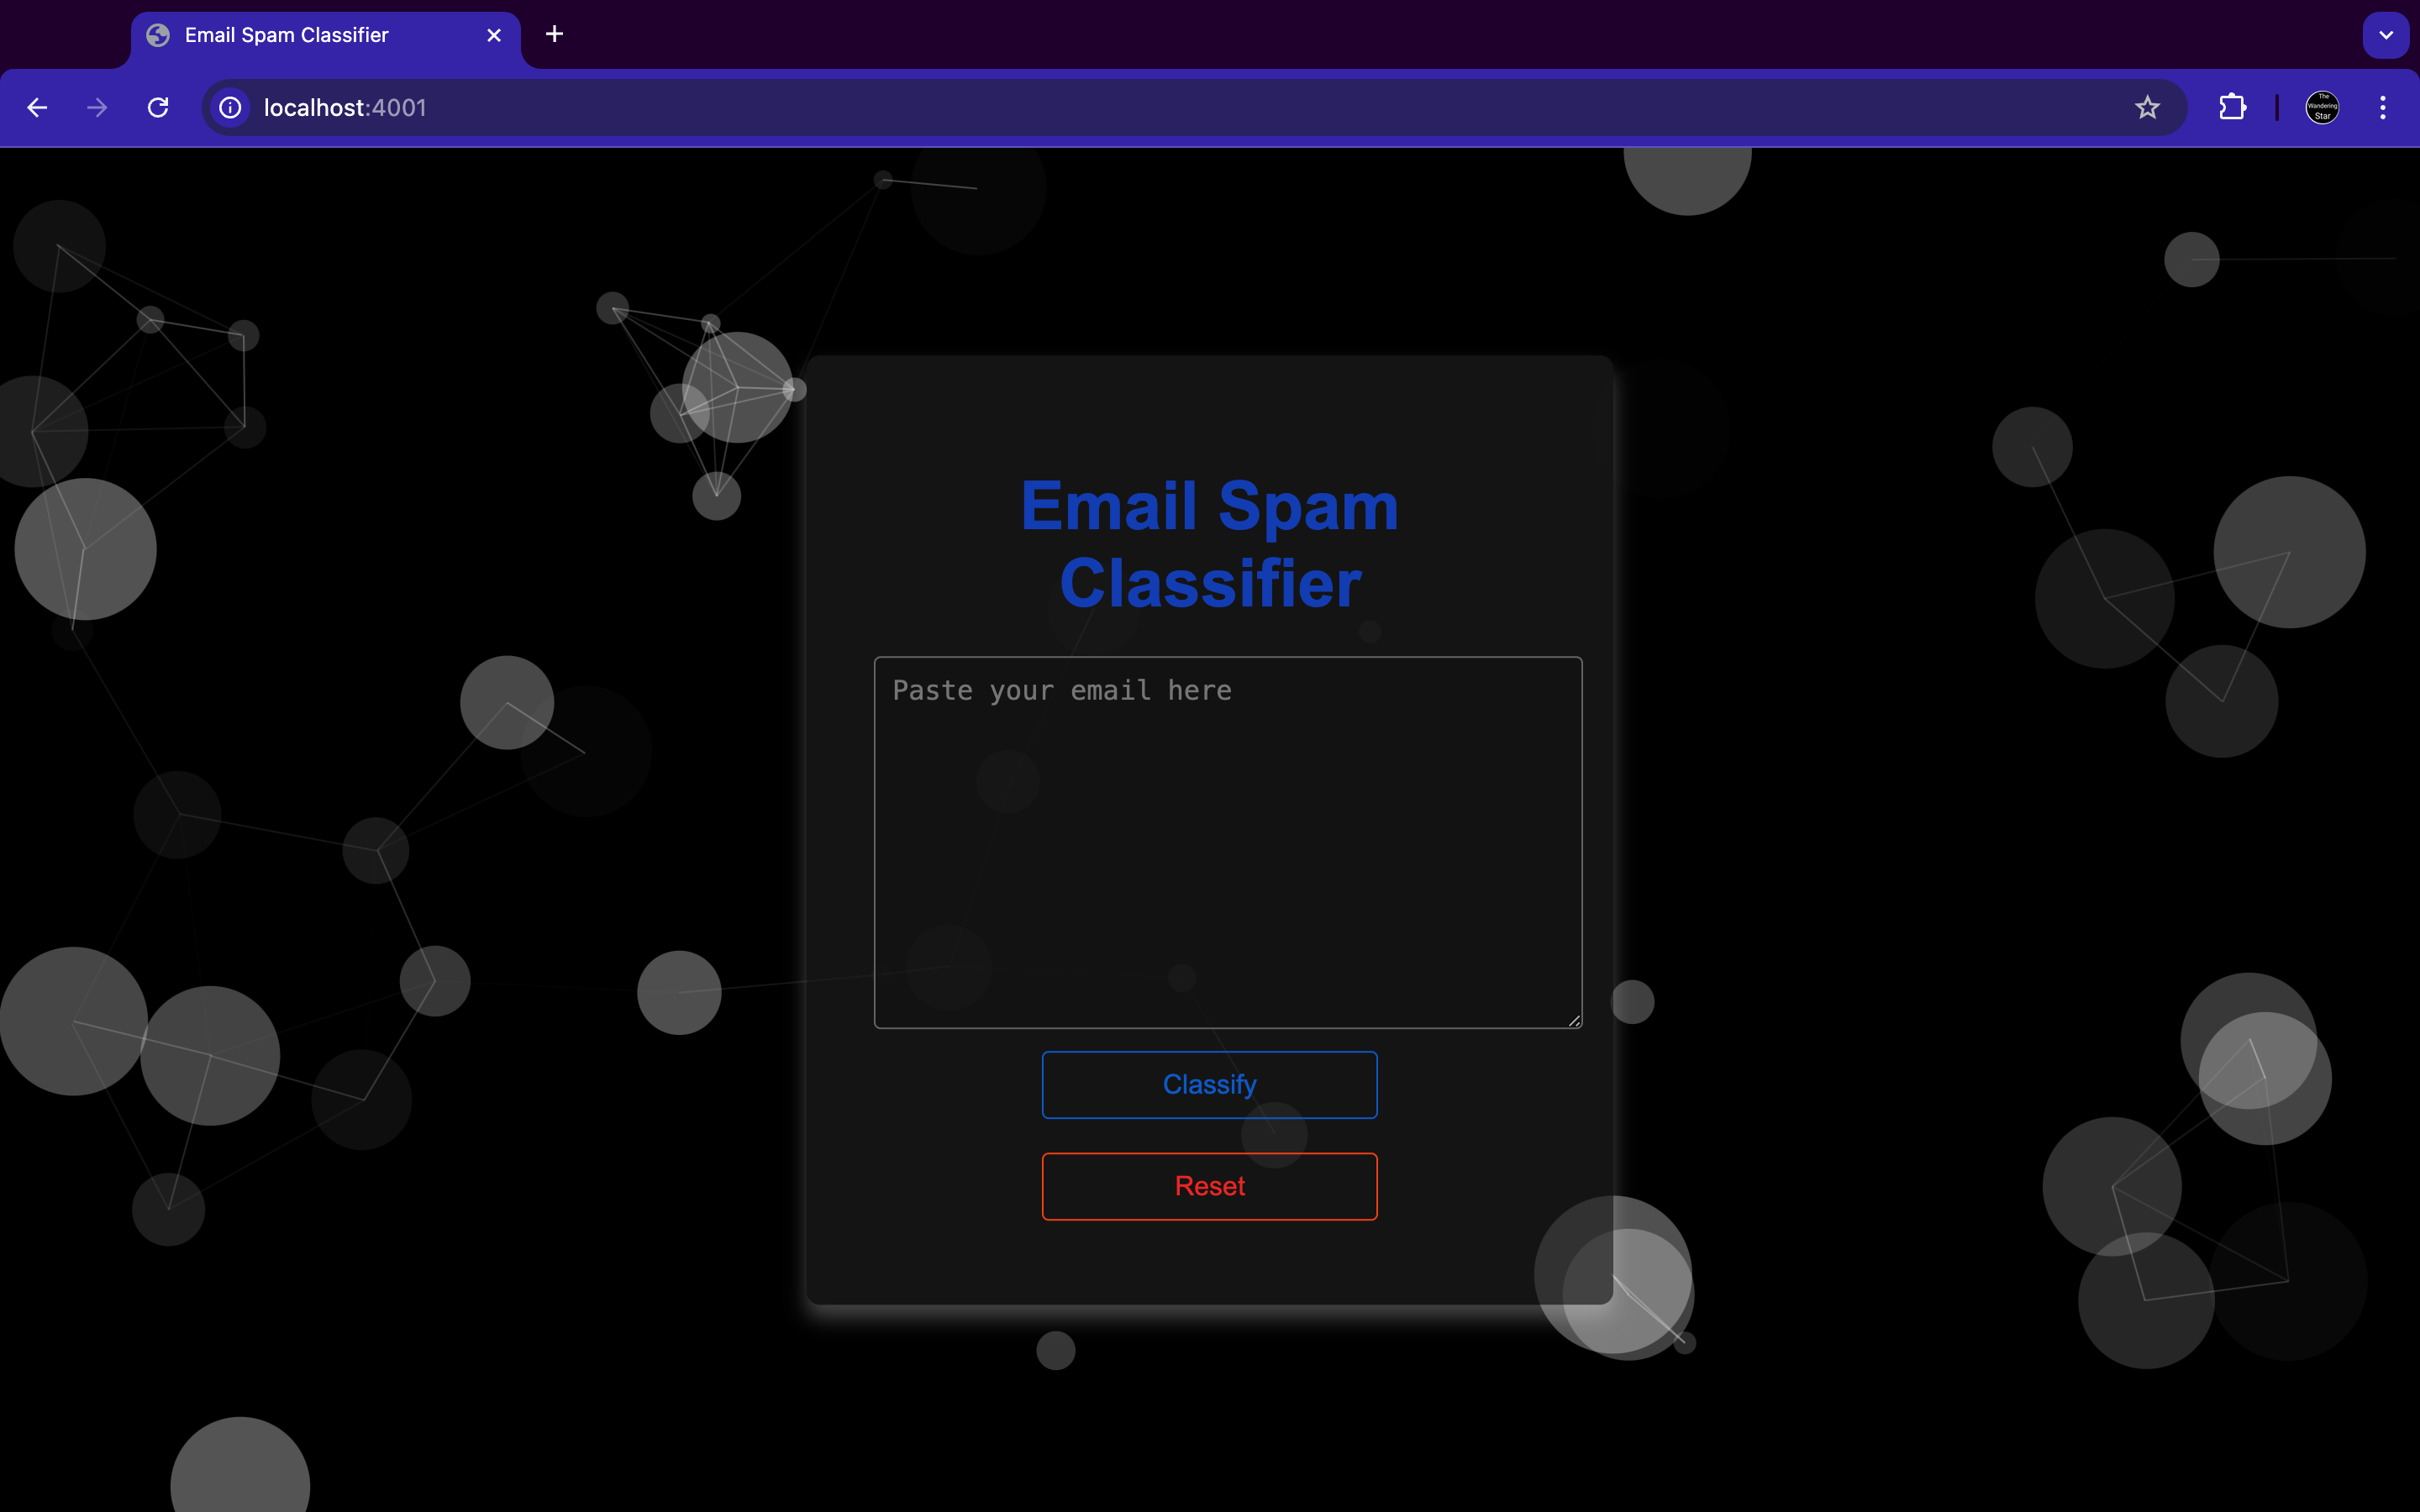 Email Spam Classifier
localhost:4001
The
Wandering
Star
Email Spam
Classifier
Paste your email here
Classify
Reset